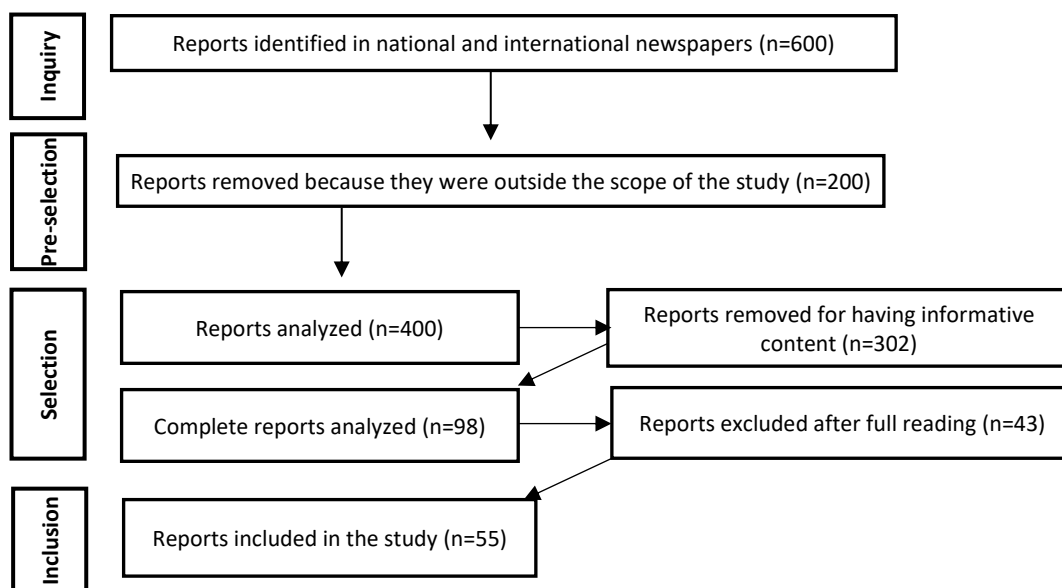 Inquiry
Reports identified in national and international newspapers (n=600)
Pre-selection
Reports removed because they were outside the scope of the study (n=200)
Selection
Reports analyzed (n=400)
Reports removed for having informative
content (n=302)
Complete reports analyzed (n=98)
Reports excluded after full reading (n=43)
Inclusion
Reports included in the study (n=55)